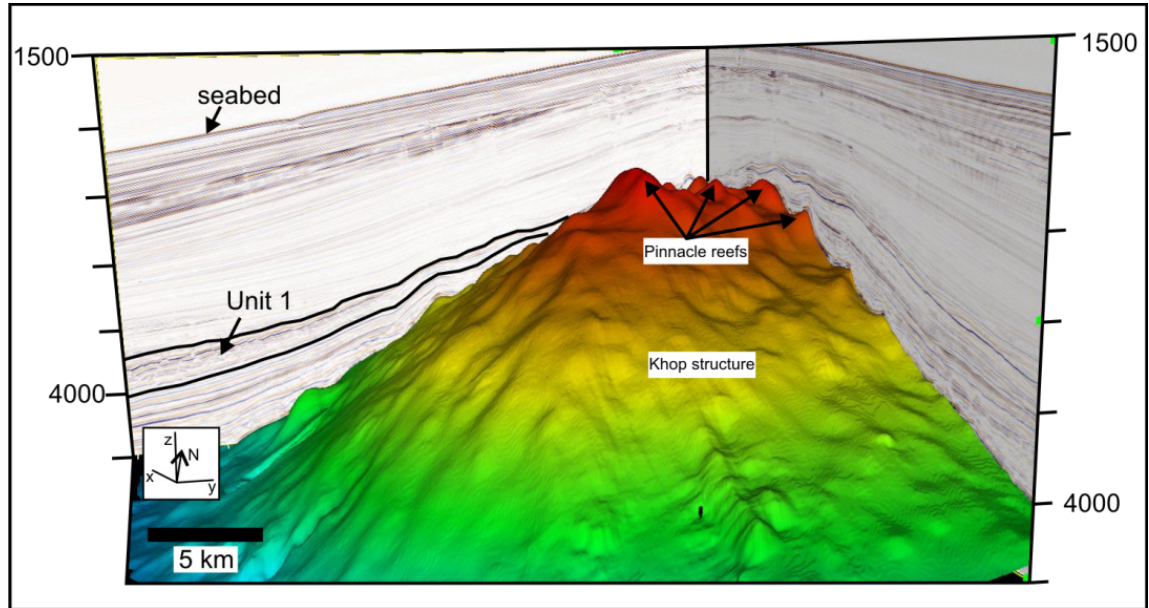 1500
1500
seabed
Pinnacle reefs
Unit 1
Khop structure
4000
z
N
x
y
4000
5 km